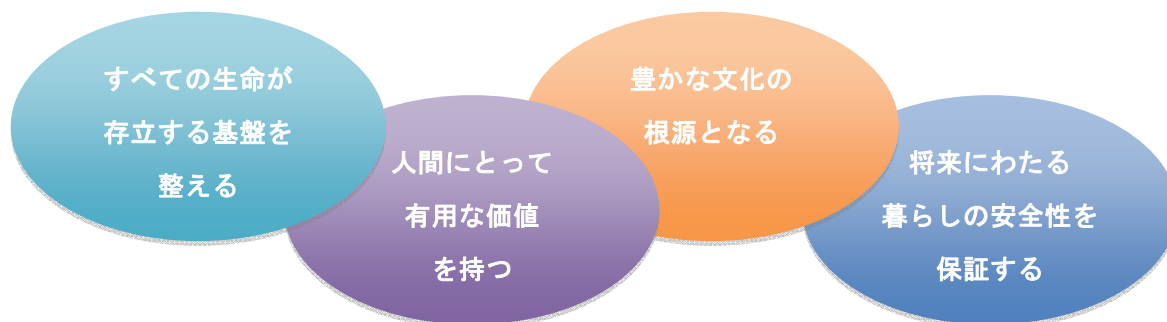 すべての生命が
存立する基盤を
整える
人間にとって
有用な価値
を持つ
豊かな文化の
根源となる
将来にわたる
暮らしの安全性を
保証する